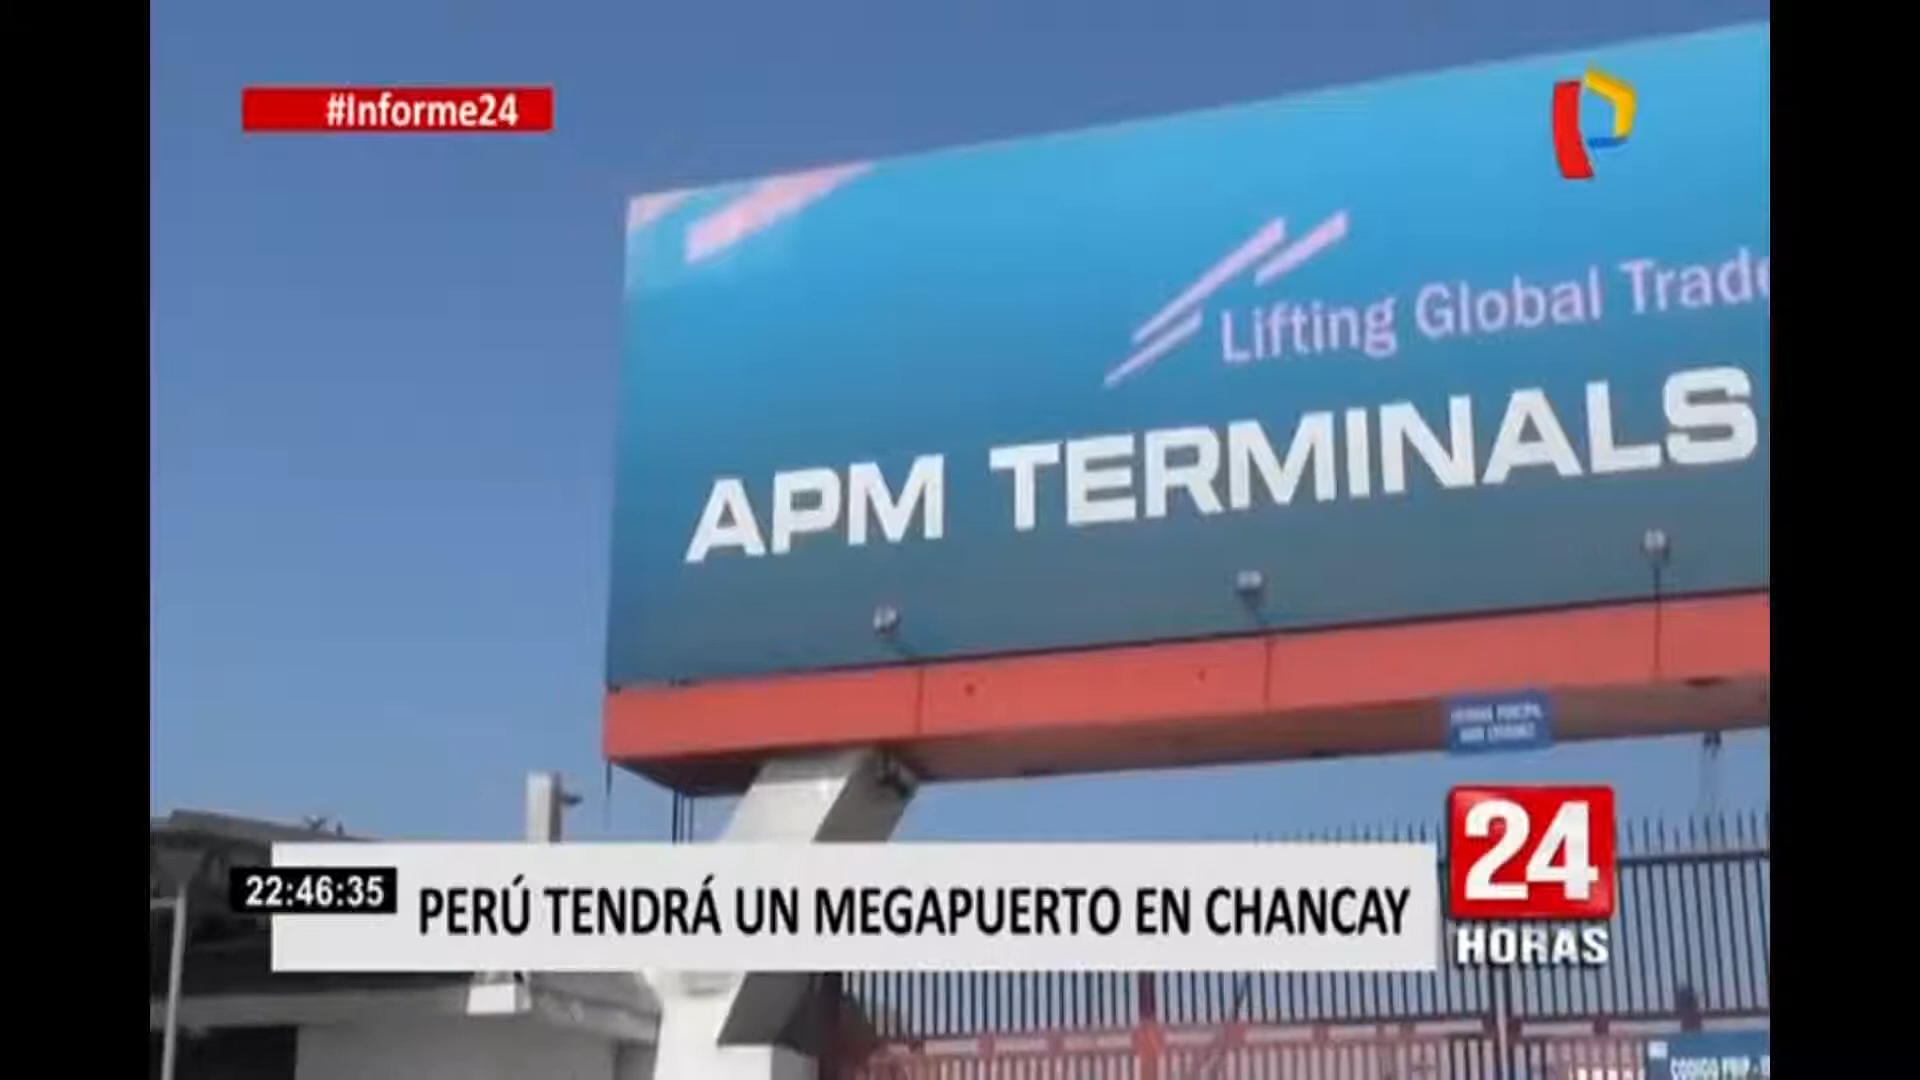 #Informe24
Lifting Global Trade
APM TERMINALS
24
HORAS
22:46:35
PERÚ TENDRÁ UN MEGAPUERTO EN CHANCAY